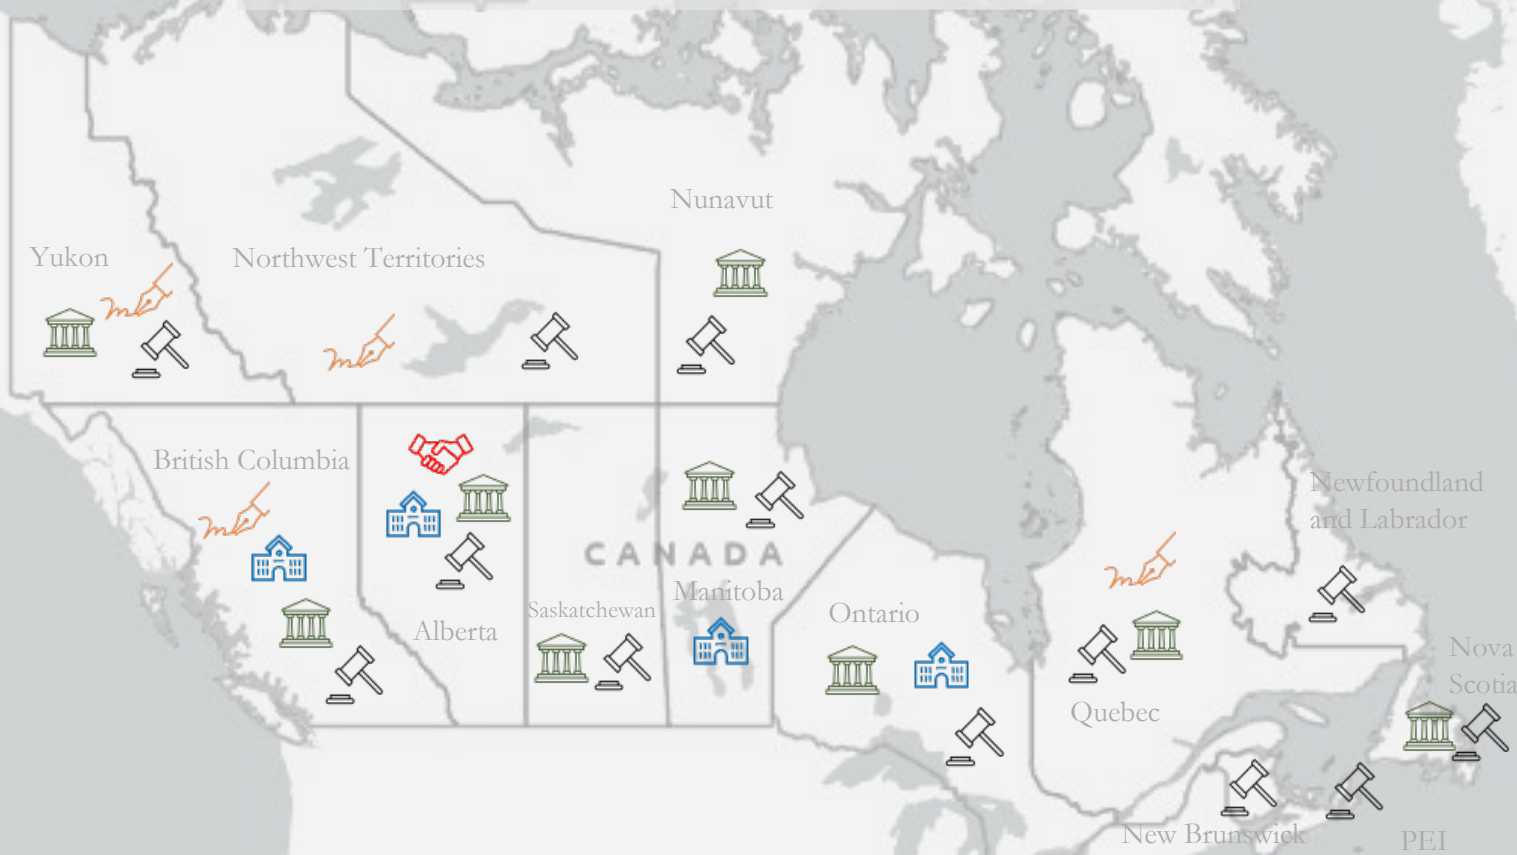 Nunavut
Yukon
Northwest Territories
British Columbia
Newfoundland
and Labrador
CANADA
Manitoba
Saskatchewan
Ontario
Alberta
Nova
Scotia
Quebec
New Brunswick
PEI